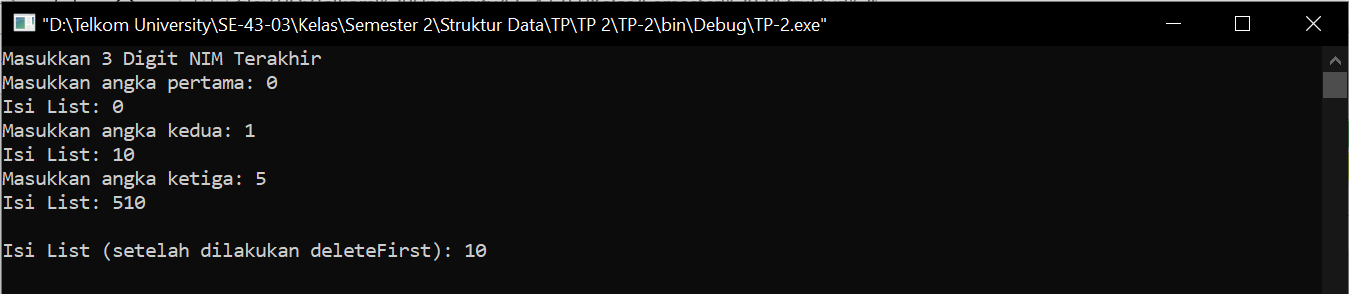 "D:\Telkom University\SE-43-03\Kelas\Semester 2\Struktur Data\TP\TP 2\TP-2\bin\Debug\TP-2.exe"
Masukkan 3 Digit NIM Terakhir
Masukkan angka pertama: 0
Isi List: 0
Masukkan angka kedua: 1
Isi List: 10
Masukkan angka ketiga: 5
Isi List: 510
Isi List (setelah dilakukan deleteFirst): 10